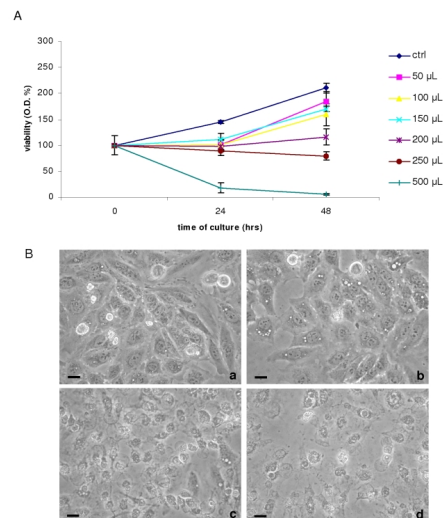 A
300
250
200
150
100
50
0
viability (O.D. %)
0 24 48
time of culture (hrs)
ctrl
50 µL
100 µL
150 µL
200 µL
250 µL
500 µL
B
a
b
c
d